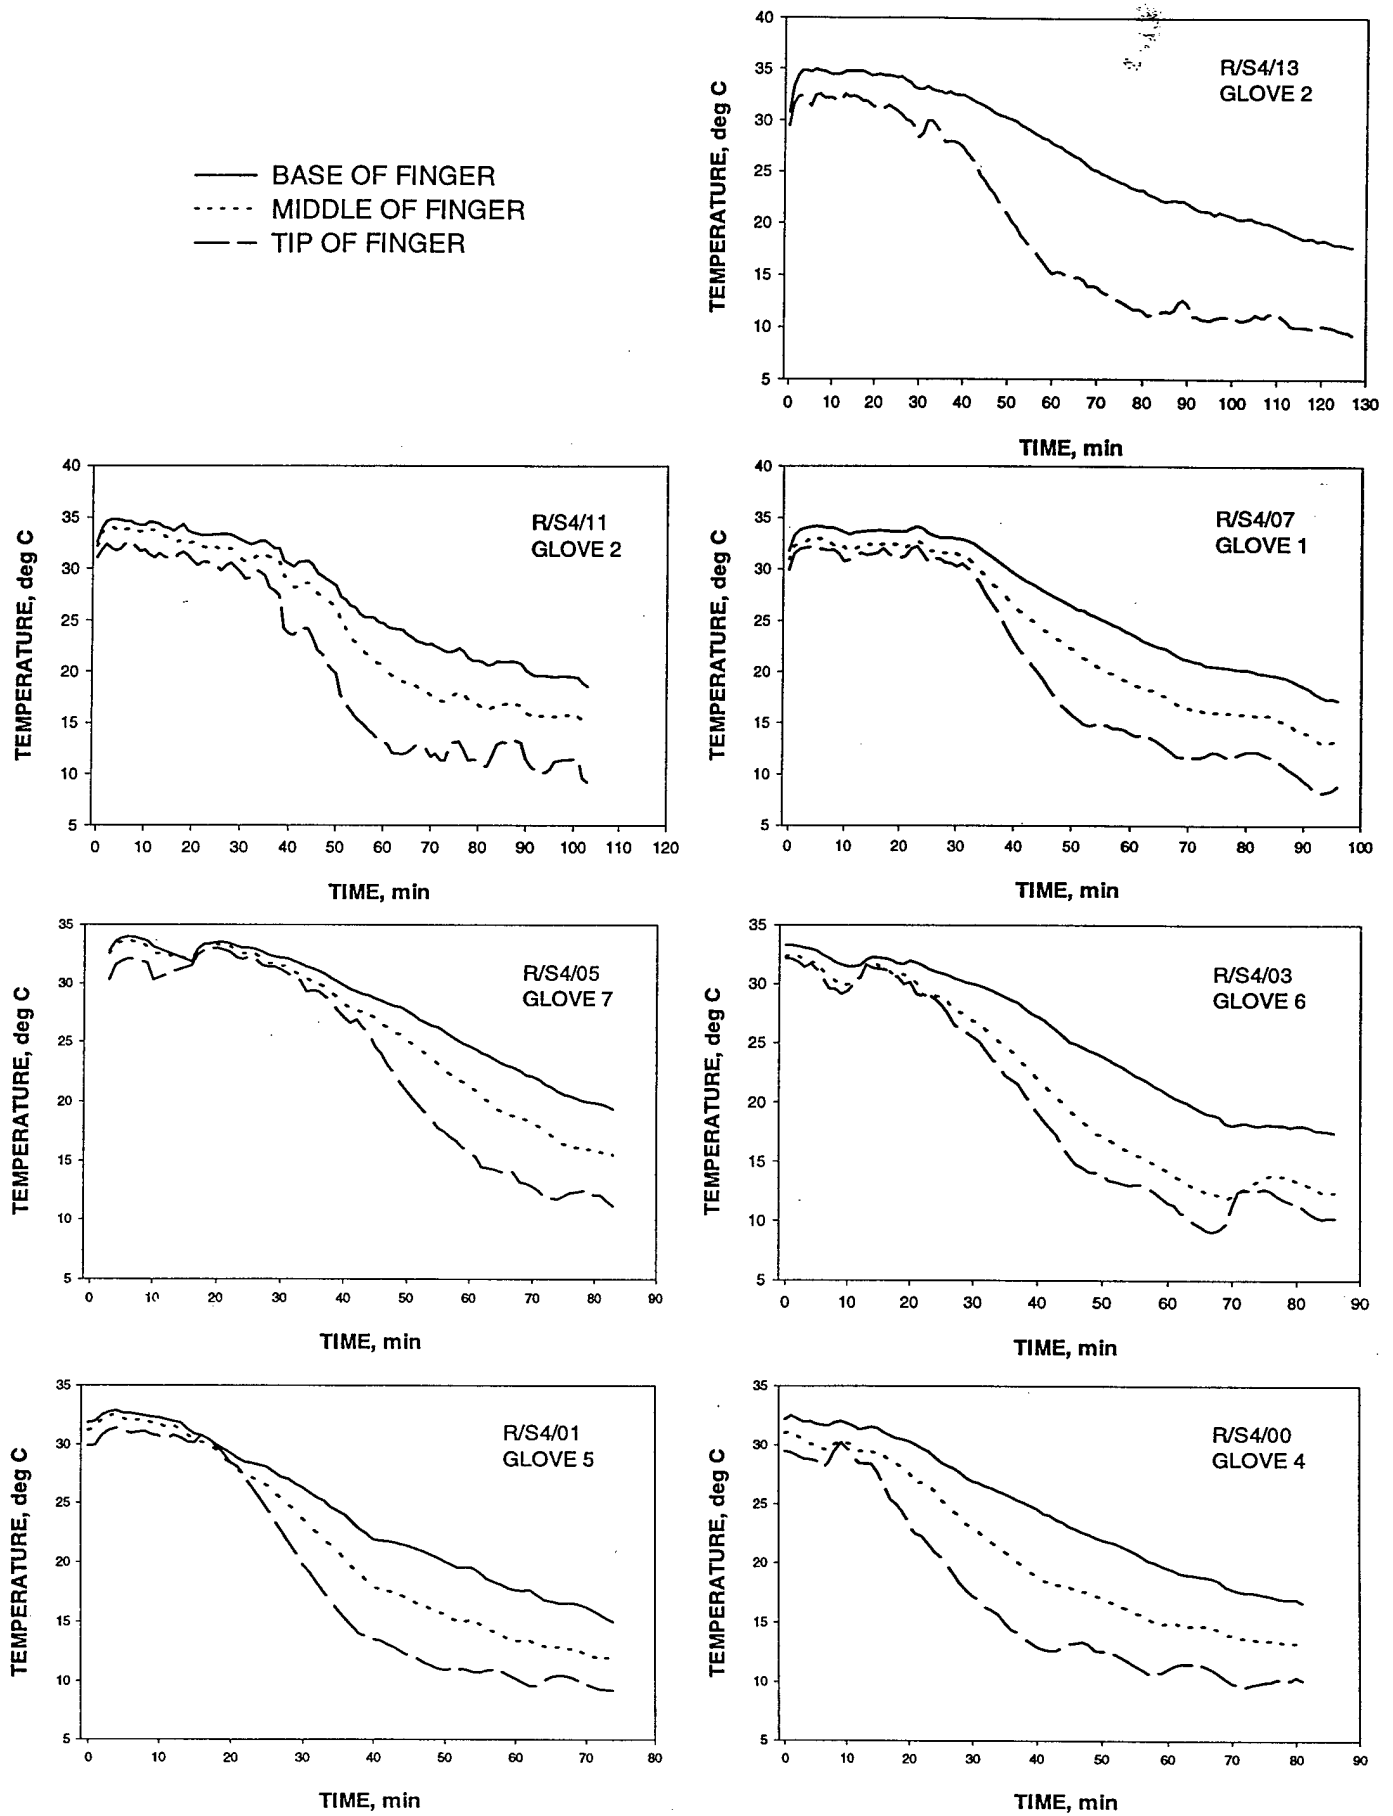 BASE OF FINGER
MIDDLE OF FINGER
TIP OF FINGER
R/S4/13
GLOVE 2
TEMPERATURE, deg C
40
35
30
25
20
15
10
5
0 10 20 30 40 50 60 70 80 90 100 110 120 130
TIME, min
R/S4/11
GLOVE 2
TEMPERATURE, deg C
40
35
30
25
20
15
10
5
0 10 20 30 40 50 60 70 80 90 100 110 120
TIME, min
R/S4/07
GLOVE 1
TEMPERATURE, deg C
40
35
30
25
20
15
10
5
0 10 20 30 40 50 60 70 80 90 100
TIME, min
R/S4/05
GLOVE 7
TEMPERATURE, deg C
35
30
25
20
15
10
5
0 10 20 30 40 50 60 70 80 90
TIME, min
R/S4/03
GLOVE 6
TEMPERATURE, deg C
35
30
25
20
15
10
5
0 10 20 30 40 50 60 70 80 90
TIME, min
R/S4/01
GLOVE 5
TEMPERATURE, deg C
35
30
25
20
15
10
5
0 10 20 30 40 50 60 70 80
TIME, min
R/S4/00
GLOVE 4
TEMPERATURE, deg C
35
30
25
20
15
10
5
0 10 20 30 40 50 60 70 80 90
TIME, min